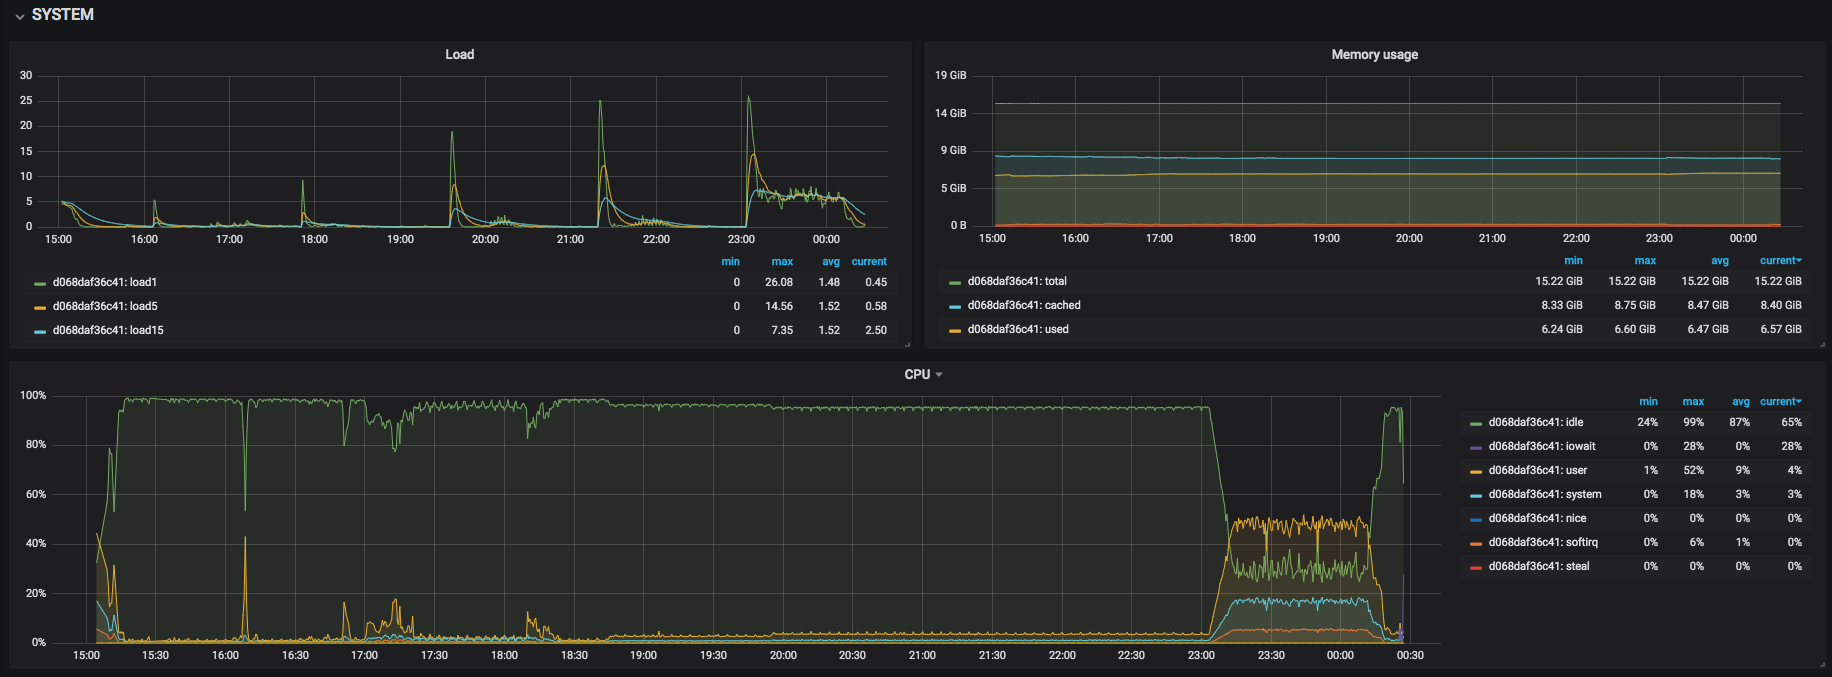 SYSTEM
Load
30
25
20
15
10
5
0
15:00 16:00 17:00 18:00 19:00 20:00 21:00 22:00 23:00 00:00
min max avg current
d068daf36c41: load1 0 26.08 1.48 0.45
d068daf36c41: load5 0 14.56 1.52 0.58
d068daf36c41: load15 0 7.35 1.52 2.50
Memory usage
19 GiB
14 GiB
9 GiB
5 GiB
0 B
15:00 16:00 17:00 18:00 19:00 20:00 21:00 22:00 23:00 00:00
min max avg current
d068daf36c41: total 15.22 GiB 15.22 GiB 15.22 GiB 15.22 GiB
d068daf36c41: cached 8.33 GiB 8.75 GiB 8.47 GiB 8.40 GiB
d068daf36c41: used 6.24 GiB 6.60 GiB 6.47 GiB 6.57 GiB
CPU
100%
80%
60%
40%
20%
0%
15:00 15:30 16:00 16:30 17:00 17:30 18:00 18:30 19:00 19:30 20:00 20:30 21:00 21:30 22:00 22:30 23:00 23:30 00:00 00:30
min max avg current
d068daf36c41: idle 24% 99% 87% 65%
d068daf36c41: iowait 0% 28% 0% 28%
d068daf36c41: user 1% 52% 9% 4%
d068daf36c41: system 0% 18% 3% 3%
d068daf36c41: nice 0% 0% 0% 0%
d068daf36c41: softirq 0% 6% 1% 0%
d068daf36c41: steal 0% 0% 0% 0%